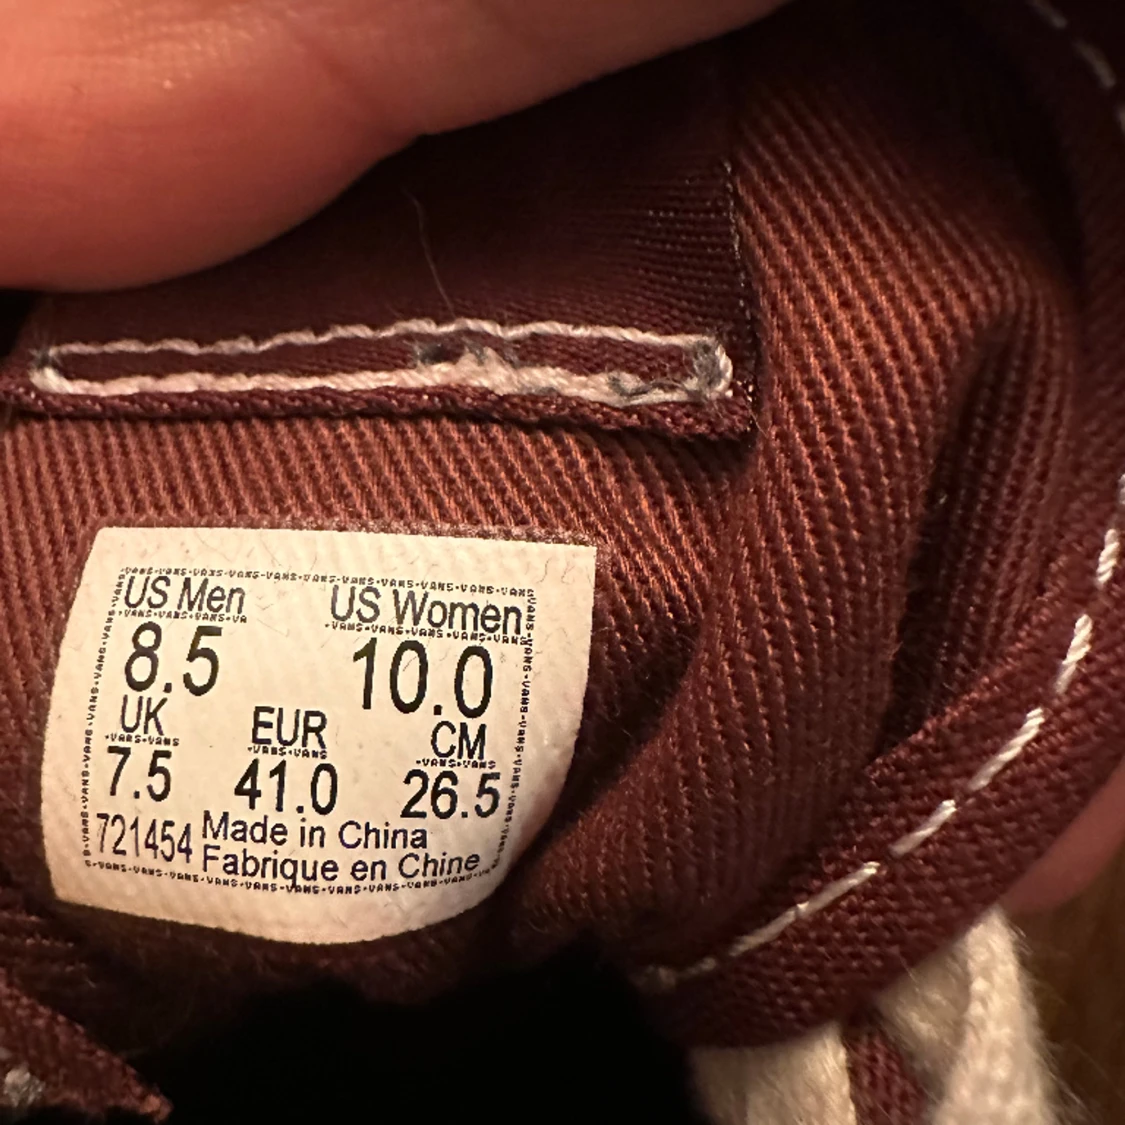 US Men US Women
8.5 10.0
UK EUR CM
7.5 41.0 26.5
721454 Made in China
Fabrique en Chine